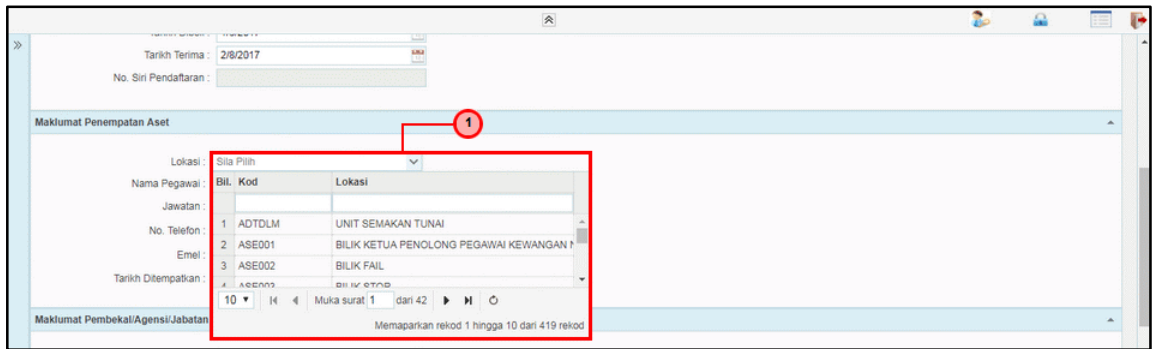 Tarikh Terima : 2/8/2017
No. Siri Pendaftaran :
Maklumat Penempatan Aset
1
Lokasi : Sila Pilih
Nama Pegawai :
Jawatan :
No. Telefon :
Emel :
Tarikh Ditempatkan :
Bil. Kod Lokasi
1 ADTDLM UNIT SEMAKAN TUNAI
2 ASE001 BILIK KETUA PENOLONG PEGAWAI KEWANGAN
3 ASE002 BILIK FAIL
10 Muka surat 1 dari 42
Memaparkan rekod 1 hingga 10 dari 419 rekod
Maklumat Pembekal/Agensi/Jabatan